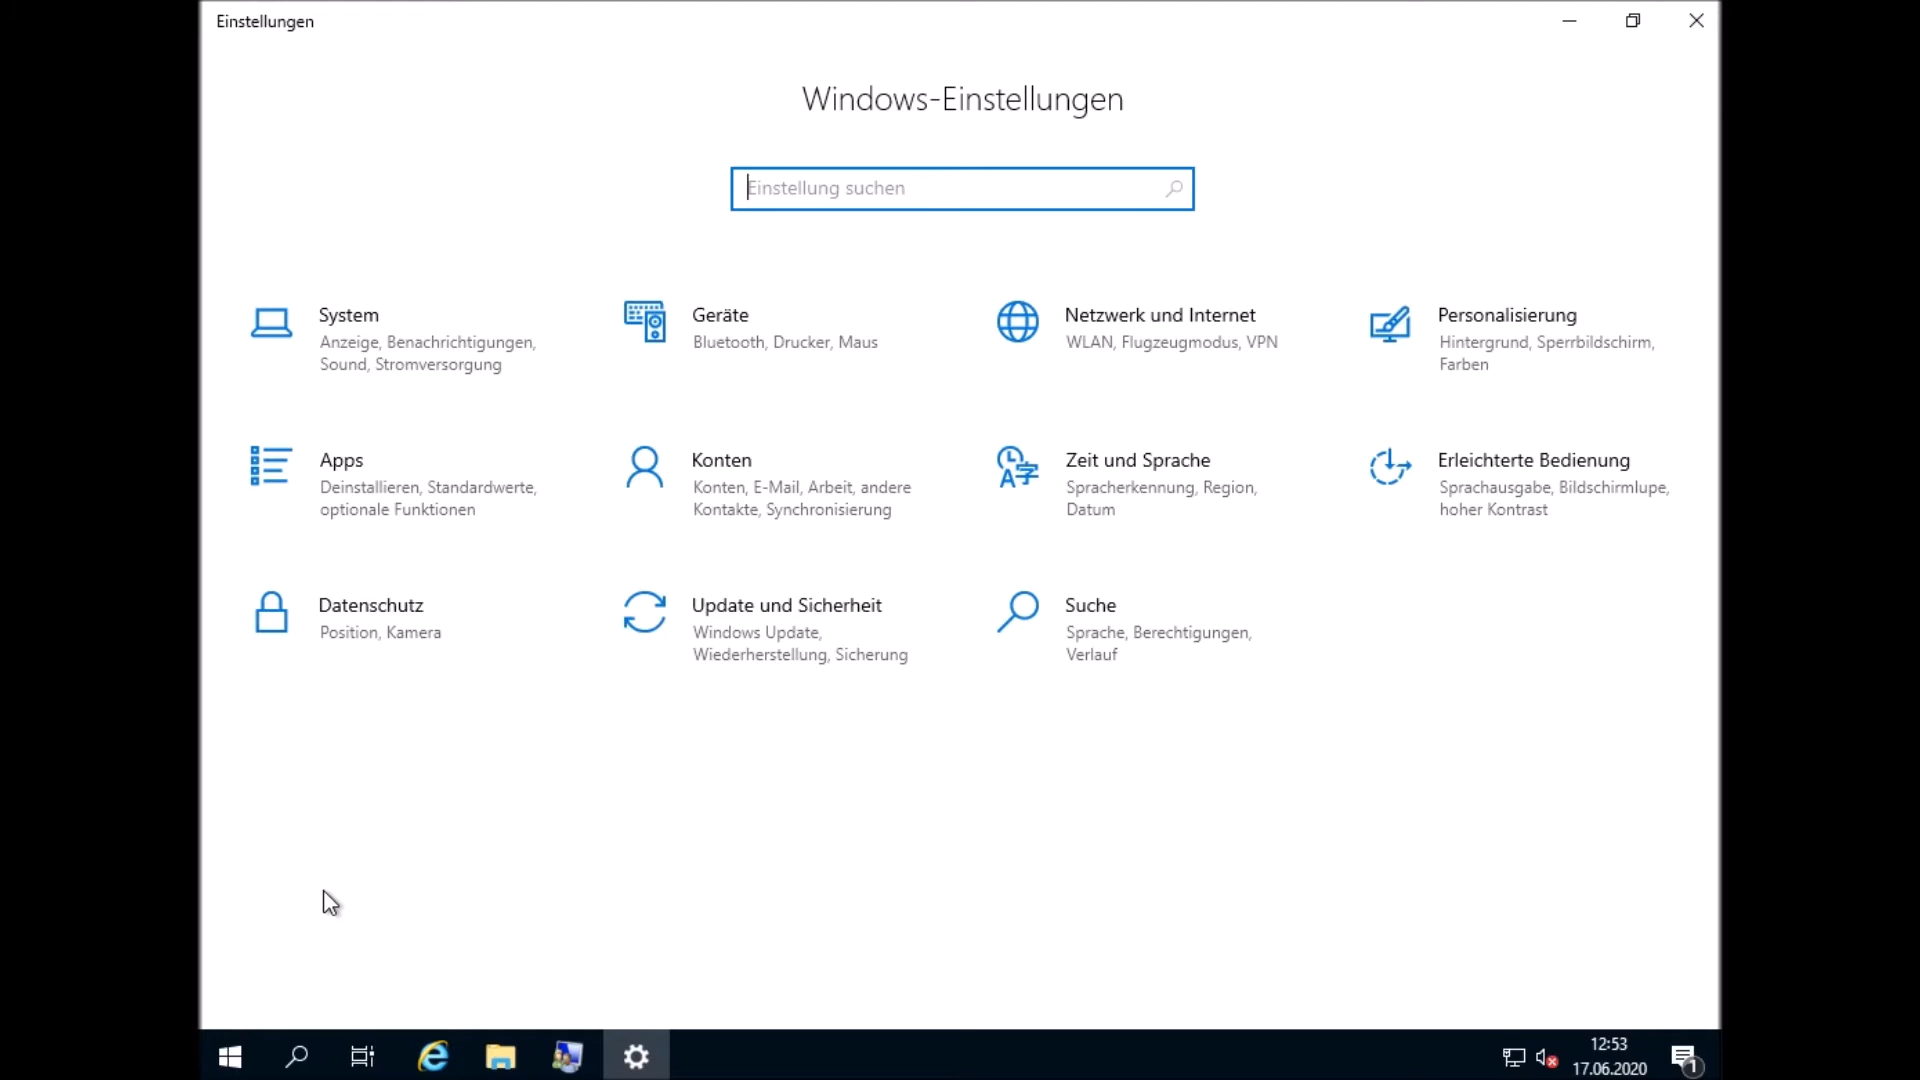 Einstellungen
Windows-Einstellungen
Einstellung suchen
System
Anzeige, Benachrichtigungen,
Sound, Stromversorgung
Geräte
Bluetooth, Drucker, Maus
Netzwerk und Internet
WLAN, Flugzeugmodus, VPN
Personalisierung
Hintergrund, Sperrbildschirm,
Farben
Apps
Deinstallieren, Standardwerte,
optionale Funktionen
Konten
Konten, E-Mail, Arbeit, andere
Kontakte, Synchronisierung
Zeit und Sprache
Spracherkennung, Region,
Datum
Erleichterte Bedienung
Sprachausgabe, Bildschirmlupe,
hoher Kontrast
Datenschutz
Position, Kamera
Update und Sicherheit
Windows Update,
Wiederherstellung, Sicherung
Suche
Sprache, Berechtigungen,
Verlauf
12:53
17.06.2020
1